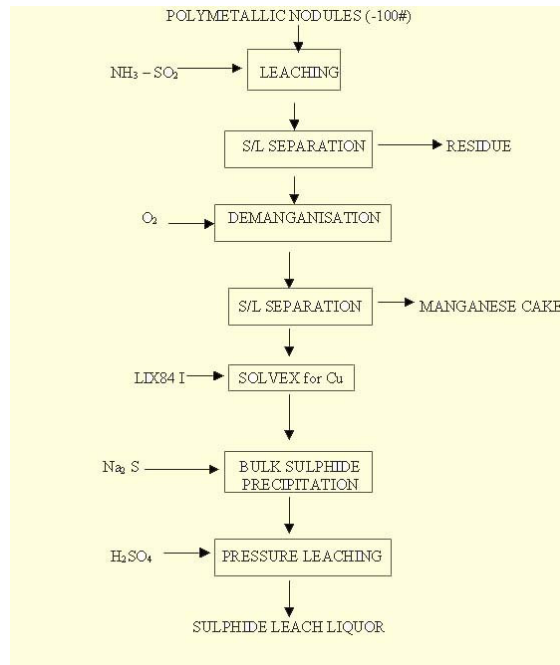 POLYMETALLIC NODULES (-100#)
NH₃ – SO₂
LEACHING
S/L SEPARATION
RESIDUE
O₂
DEMANGANISATION
S/L SEPARATION
MANGANESE CAKE
LIX84 I
SOLVEX for Cu
Na₂ S
BULK SULPHIDE
PRECIPITATION
H₂SO₄
PRESSURE LEACHING
SULPHIDE LEACH LIQUOR